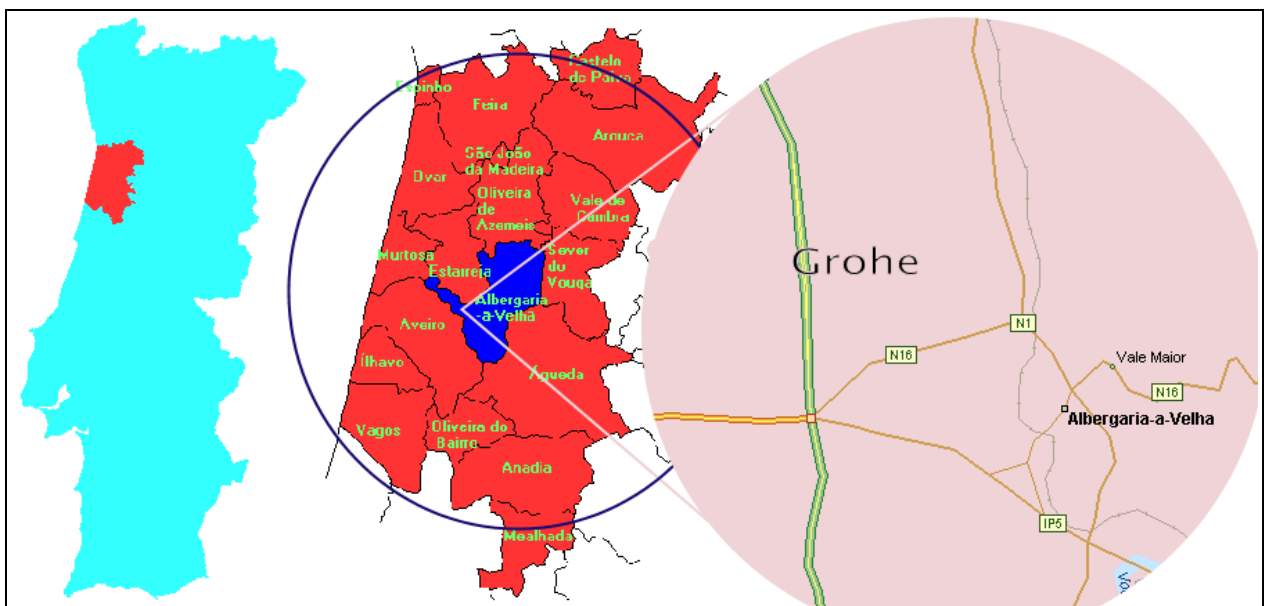 Castelo
de Paiva
Espinho
Feira
Arouca
São João
da Madeira
Ovar
Oliveira
de
Azemeis
Vale de
Cambra
Murtosa
Estarreja
Sever
do
Vouga
Albergaria
-a-Velha
Aveiro
Ílhavo
Águeda
Vagos
Oliveira do
Bairro
Anadia
Mealhada
Grohe
N1
N16
Vale Maior
N16
Albergaria-a-Velha
IP5